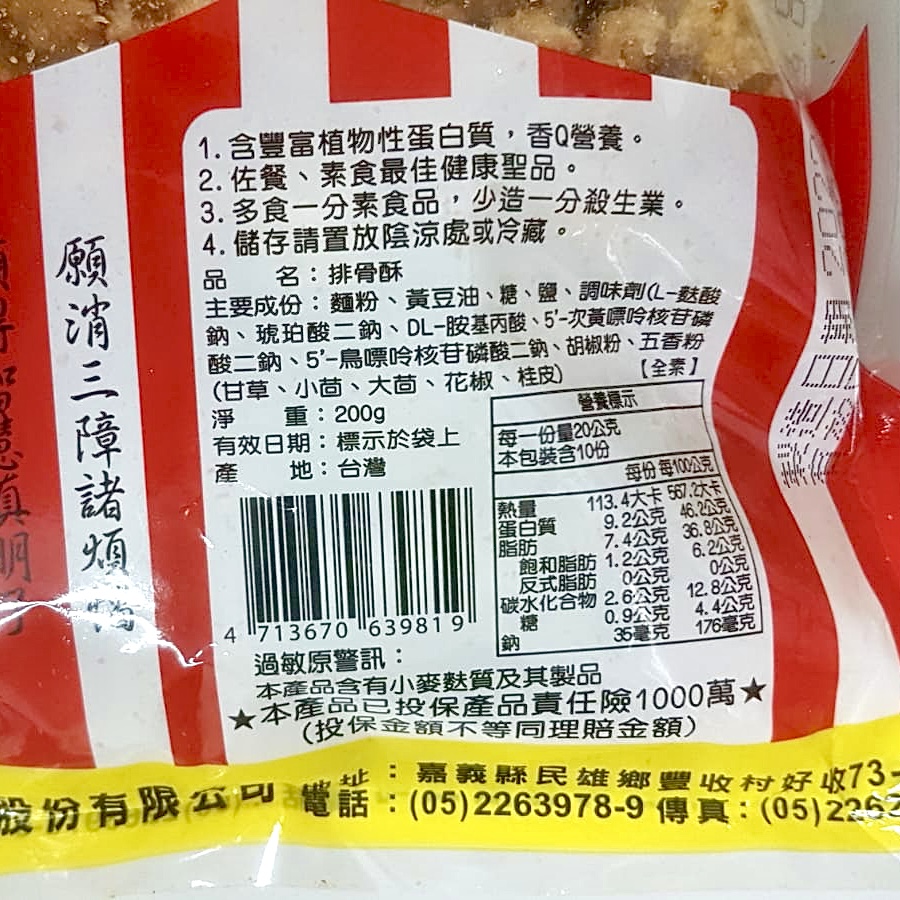 1. 含豐富植物性蛋白質，香Q營養。
2. 佐餐、素食最佳健康聖品。
3. 多食一分素食品，少造一分殺生業。
4. 儲存請置放陰涼處或冷藏。
品　　名：排骨酥
主要成份：麵粉、黃豆油、糖、鹽、調味劑(L-麩酸
鈉、琥珀酸二鈉、DL-胺基丙酸、5'-次黃嘌呤核苷磷
酸二鈉、5'-鳥嘌呤核苷磷酸二鈉、胡椒粉、五香粉
(甘草、小茴、大茴、花椒、桂皮)　【全素】
淨　　重：200g
有效日期：標示於袋上
產　　地：台灣
營養標示
每一份量20公克
本包裝含10份
每份 每100公克
熱量 113.4大卡 567.2大卡
蛋白質 9.2公克 46.2公克
脂肪 7.4公克 36.8公克
飽和脂肪 1.2公克 6.2公克
反式脂肪 0公克 0公克
碳水化合物 2.6公克 12.8公克
糖 0.9公克 4.4公克
鈉 35毫克 176毫克
4 713670 639819
過敏原警訊：
本產品含有小麥麩質及其製品
★本產品已投保產品責任險1000萬★
(投保金額不等同理賠金額)
願消三障諸煩惱
智慧真明
股份有限公司
地址：嘉義縣民雄鄉豐收村好收73-
電話：(05)2263978-9 傳真：(05)2263